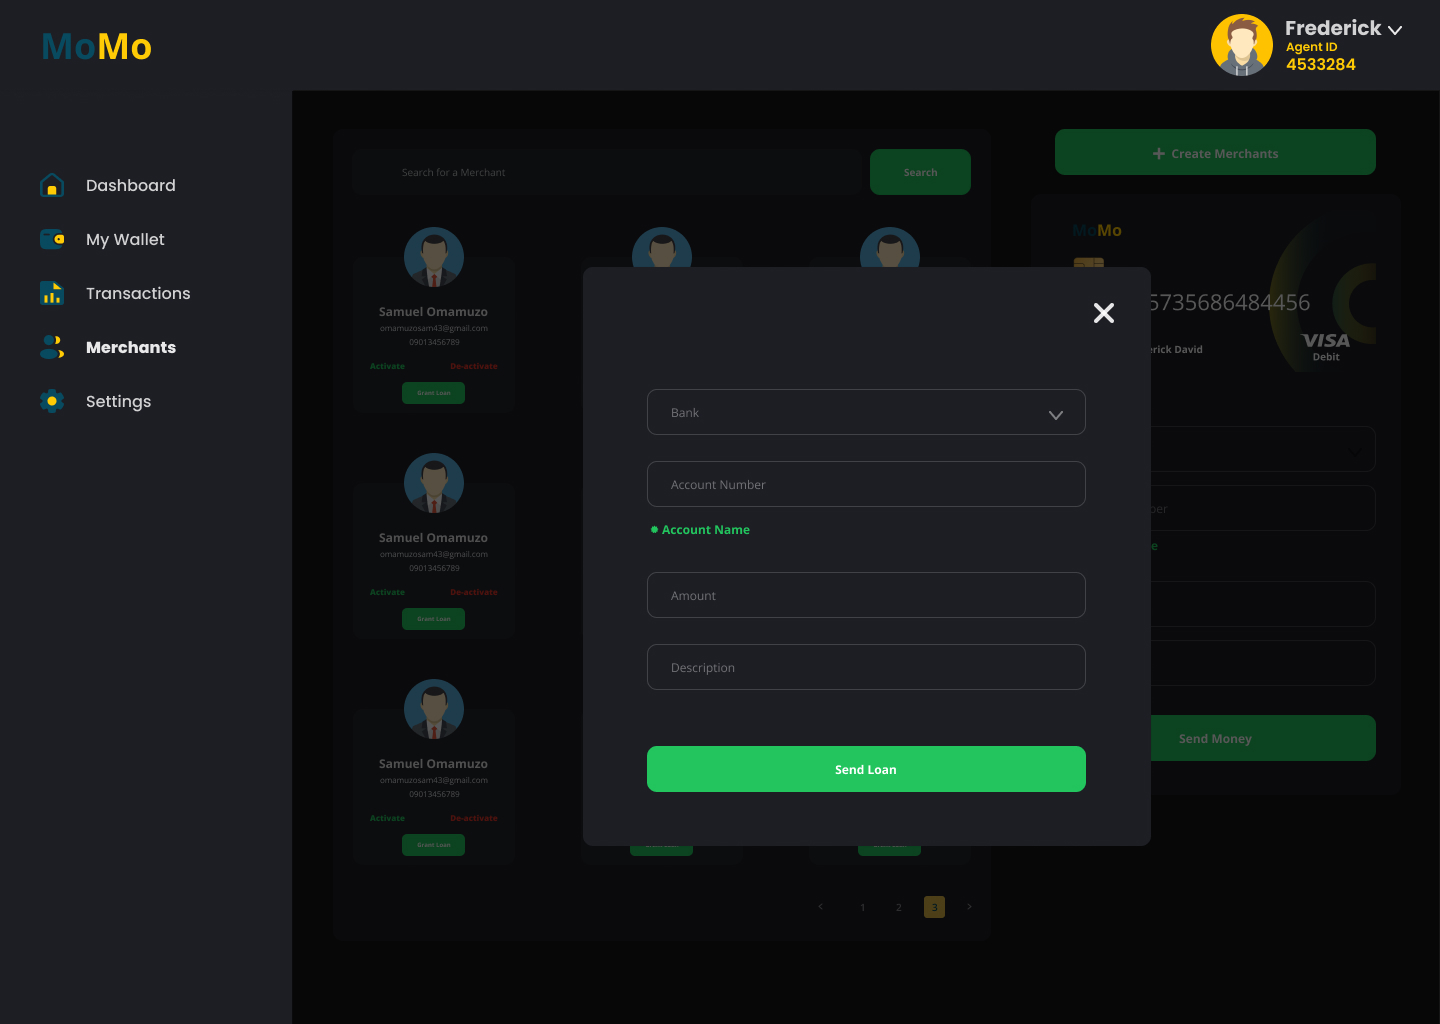 MoMo
Frederick
Agent ID
4533284
Dashboard
My Wallet
Transactions
Merchants
Settings
Search for a Merchant
Search
Create Merchants
Samuel Omamuzo
omamuzosam43@gmail.com
09013456789
Activate
De-activate
Grant Loan
Samuel Omamuzo
omamuzosam43@gmail.com
09013456789
Activate
De-activate
Grant Loan
Samuel Omamuzo
omamuzosam43@gmail.com
09013456789
Activate
De-activate
Grant Loan
Bank
Account Number
Account Name
Amount
Description
Send Loan
MoMo
5735686484456
erick David
VISA
Debit
Send Money
1
2
3